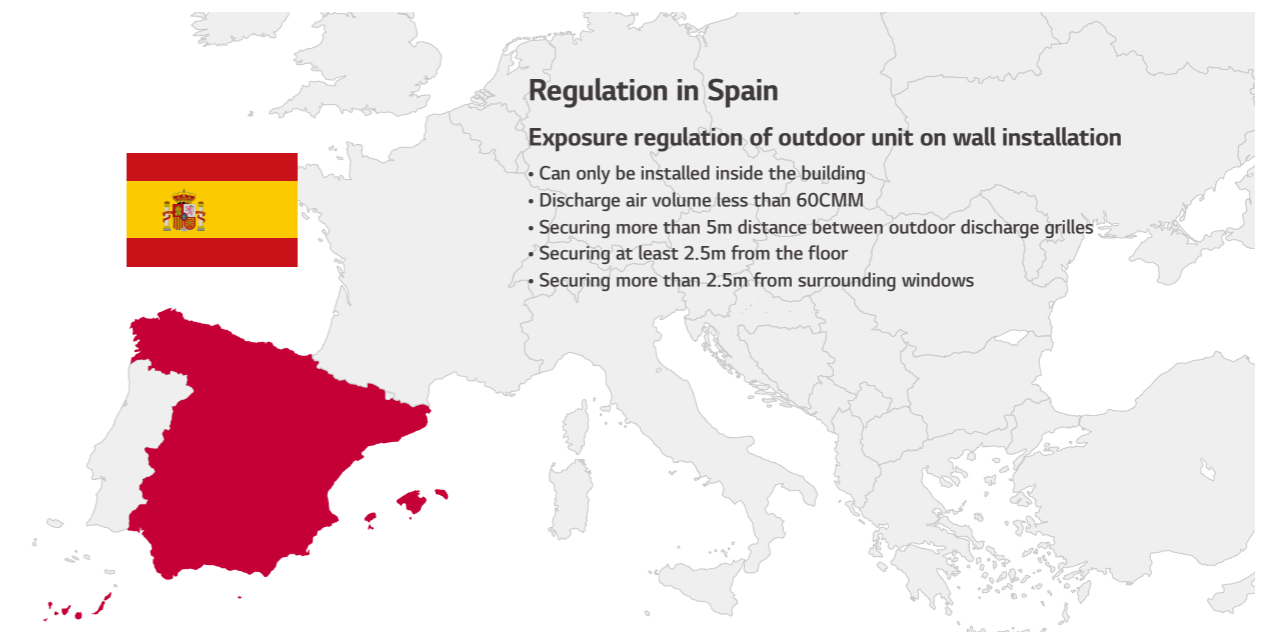 Regulation in Spain
Exposure regulation of outdoor unit on wall installation
• Can only be installed inside the building
• Discharge air volume less than 60CMM
• Securing more than 5m distance between outdoor discharge grilles
• Securing at least 2.5m from the floor
• Securing more than 2.5m from surrounding windows